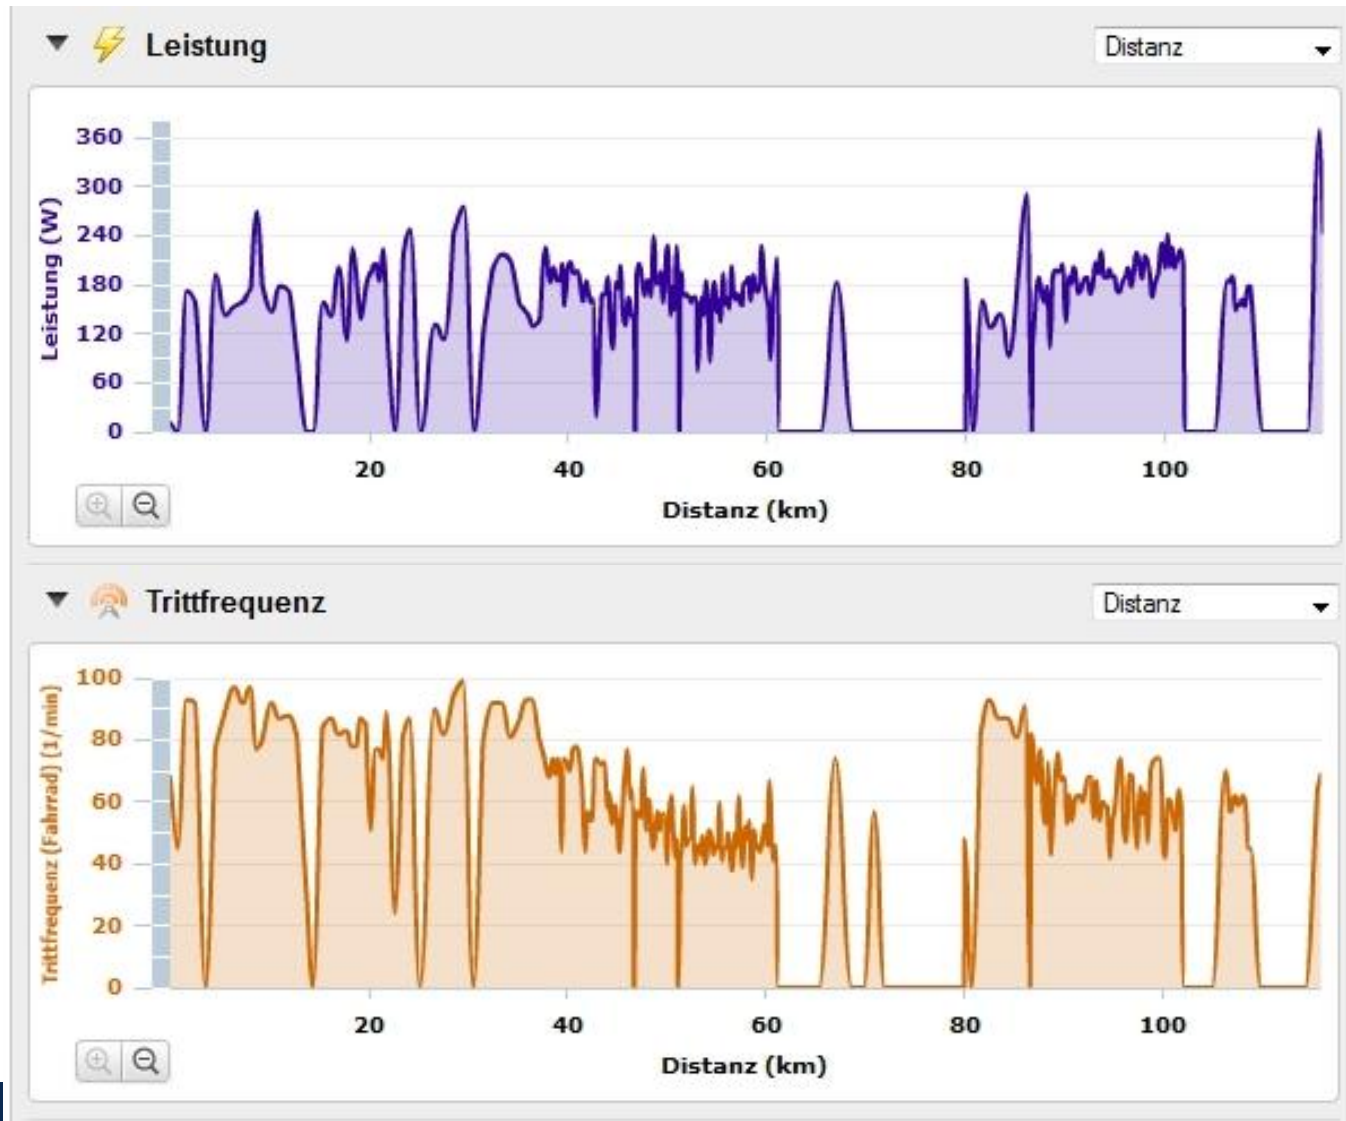 Leistung
Distanz
360
300
240
180
120
60
0
Leistung (W)
20 40 60 80 100
Distanz (km)
Trittfrequenz
Distanz
100
80
60
40
20
0
Trittfrequenz (Fahrrad) (1/min)
20 40 60 80 100
Distanz (km)